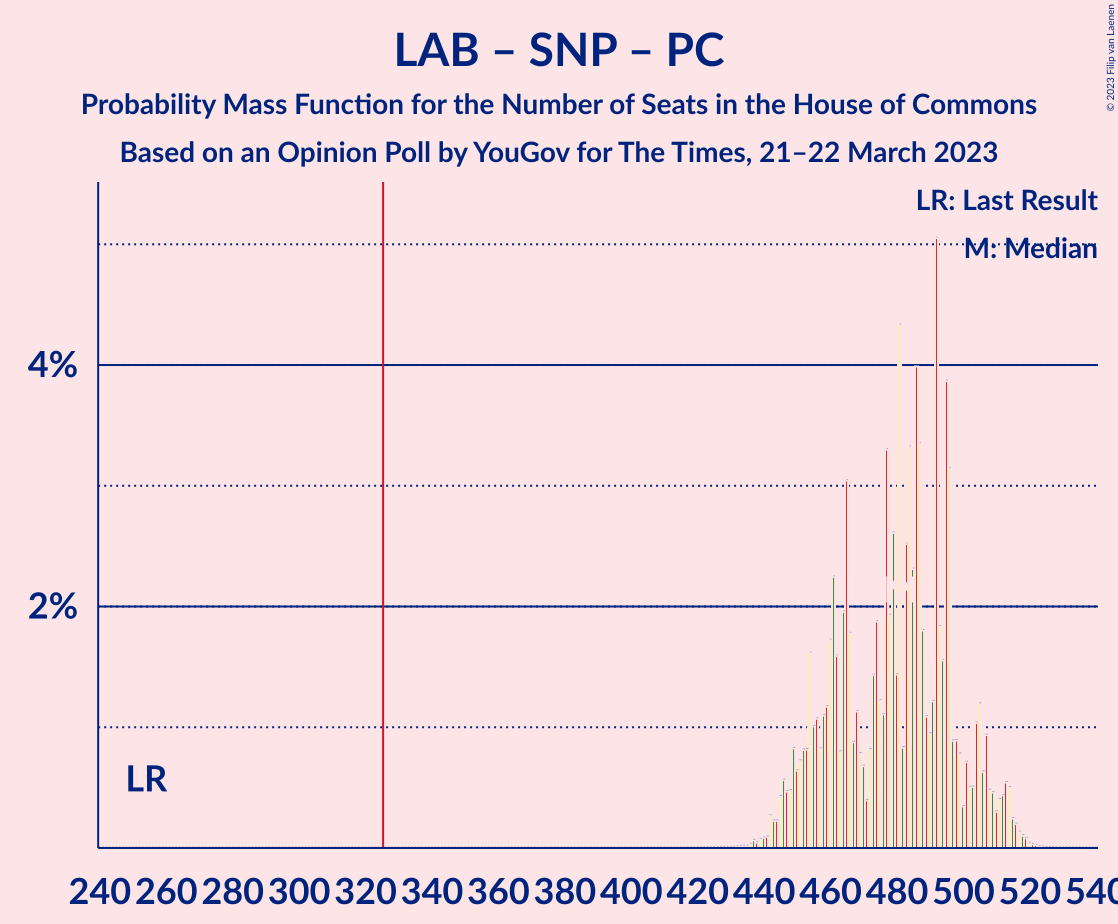 LAB – SNP – PC
Probability Mass Function for the Number of Seats in the House of Commons
Based on an Opinion Poll by YouGov for The Times, 21–22 March 2023
© 2023 Filip van Laenen
LR: Last Result
M: Median
4%
2%
LR
240 260 280 300 320 340 360 380 400 420 440 460 480 500 520 540